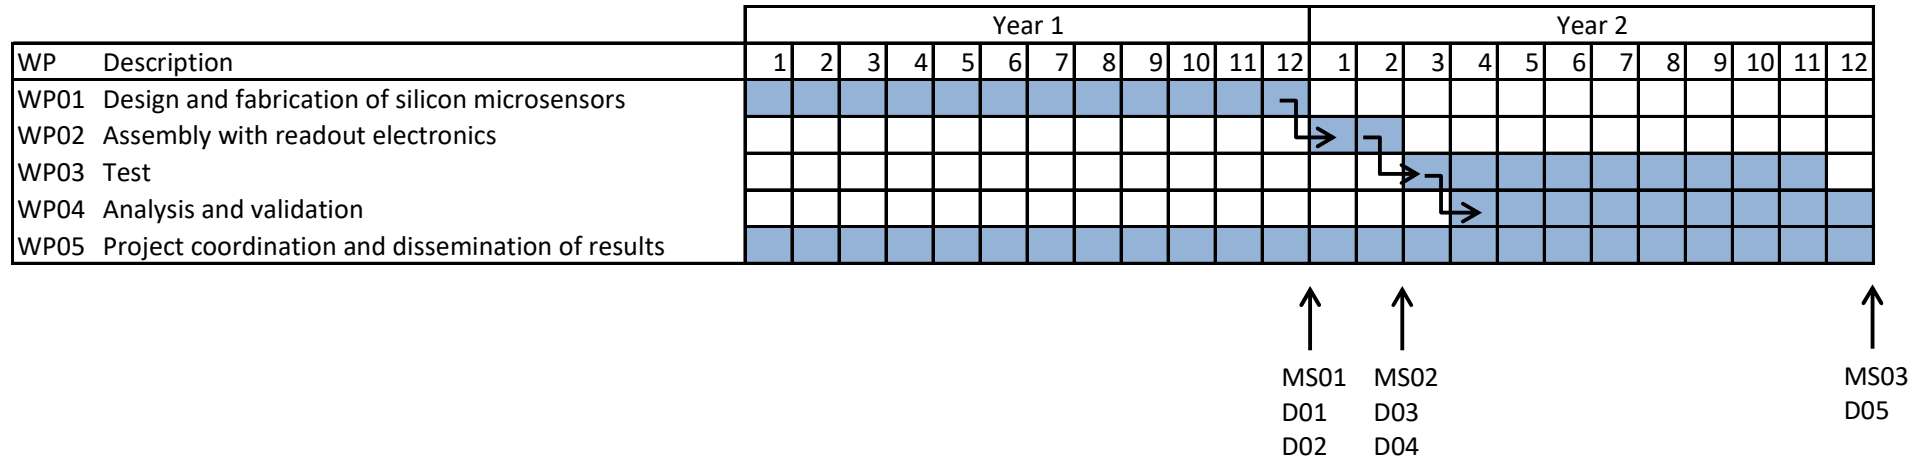 Year 1 Year 2
WP Description 1 2 3 4 5 6 7 8 9 10 11 12 1 2 3 4 5 6 7 8 9 10 11 12
WP01 Design and fabrication of silicon microsensors
WP02 Assembly with readout electronics
WP03 Test
WP04 Analysis and validation
WP05 Project coordination and dissemination of results
MS01 MS02 MS03
D01 D03 D05
D02 D04